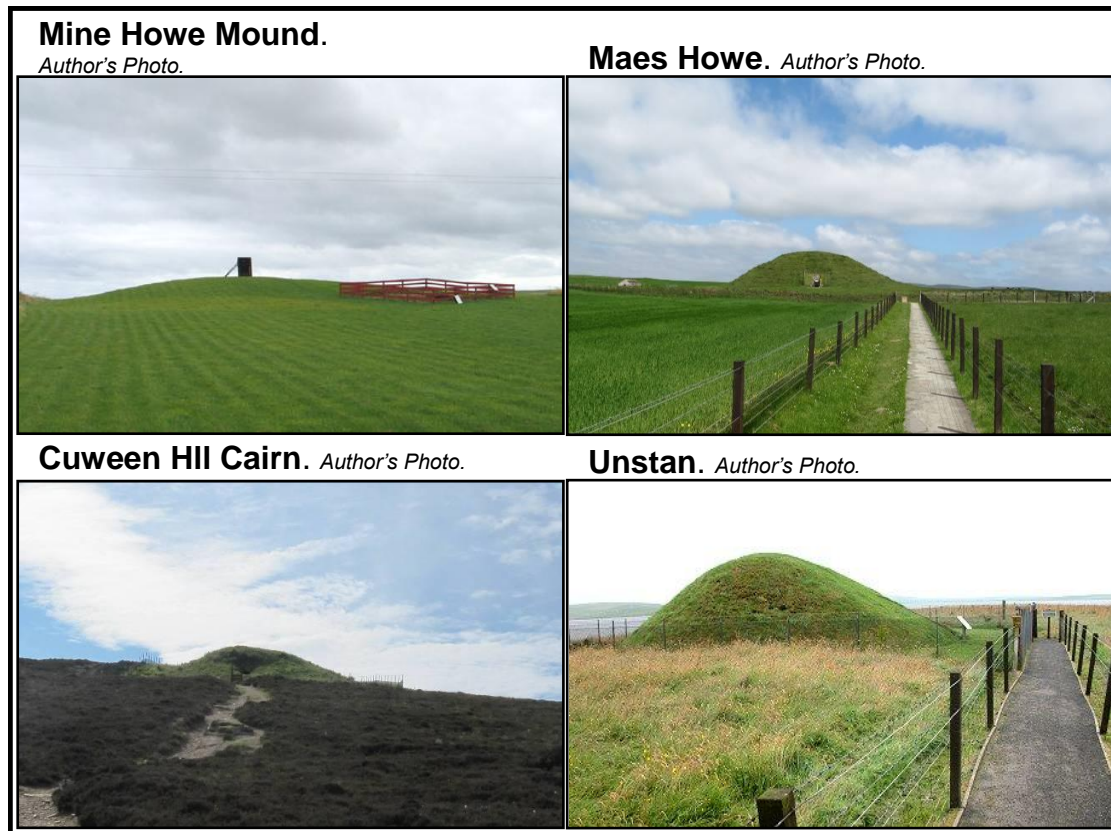 Mine Howe Mound.
Author's Photo.
Maes Howe. Author's Photo.
Cuween HIl Cairn. Author's Photo.
Unstan. Author's Photo.